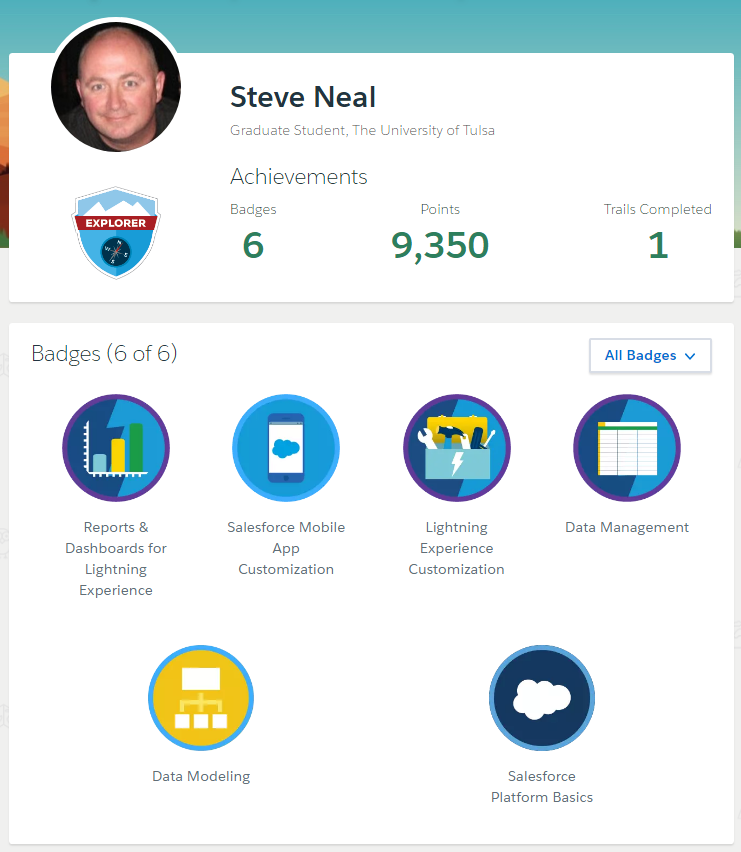 Steve Neal
Graduate Student, The University of Tulsa
Achievements
Badges
Points
Trails Completed
6
9,350
1
EXPLORER
N
W
E
S
Badges (6 of 6)
All Badges
Reports &
Dashboards for
Lightning
Experience
Salesforce Mobile
App
Customization
Lightning
Experience
Customization
Data Management
Data Modeling
Salesforce
Platform Basics